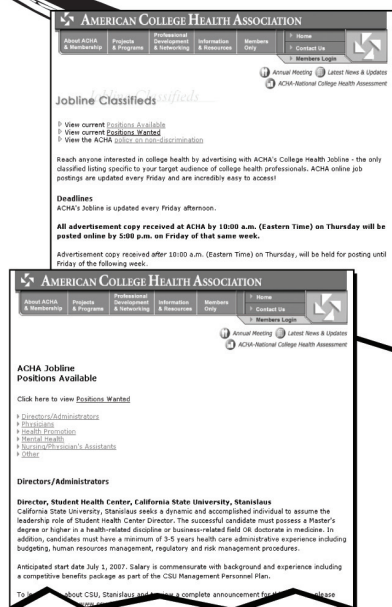 AMERICAN COLLEGE HEALTH ASSOCIATION
About ACHA & Membership
Projects & Programs
Professional Development & Networking
Information & Resources
Members Only
Home
Contact Us
Members Login
Annual Meeting Latest News & Updates
ACHA-National College Health Assessment
Jobline Classifieds
View current Positions Available
View current Positions Wanted
View the ACHA policy on non-discrimination
Reach anyone interested in college health by advertising with ACHA's College Health Jobline - the only
classified listing specific to your target audience of college health professionals. ACHA online job
postings are updated every Friday and are incredibly easy to access!
Deadlines
ACHA's Jobline is updated every Friday afternoon.
All advertisement copy received at ACHA by 10:00 a.m. (Eastern Time) on Thursday will be
posted online by 5:00 p.m. on Friday of that same week.
Advertisement copy received after 10:00 a.m. (Eastern Time) on Thursday, will be held for posting until
Friday of the following week.
AMERICAN COLLEGE HEALTH ASSOCIATION
About ACHA & Membership
Projects & Programs
Professional Development & Networking
Information & Resources
Members Only
Home
Contact Us
Members Login
Annual Meeting Latest News & Updates
ACHA-National College Health Assessment
ACHA Jobline
Positions Available
Click here to view Positions Wanted
Directors/Administrators
Physicians
Health Promotion
Mental Health
Nursing/Physician's Assistants
Other
Directors/Administrators
Director, Student Health Center, California State University, Stanislaus
California State University, Stanislaus seeks a dynamic and accomplished individual to assume the
leadership role of Student Health Center Director. The successful candidate must possess a Master's
degree or higher in a health-related discipline or business-related field OR doctorate in medicine. In
addition, candidates must have a minimum of 3-5 years health care administrative experience including
budgeting, human resources management, regulatory and risk management procedures.
Anticipated start date July 1, 2007. Salary is commensurate with background and experience including
a competitive benefits package as part of the CSU Management Personnel Plan.
about CSU, Stanislaus and a complete announcement for please